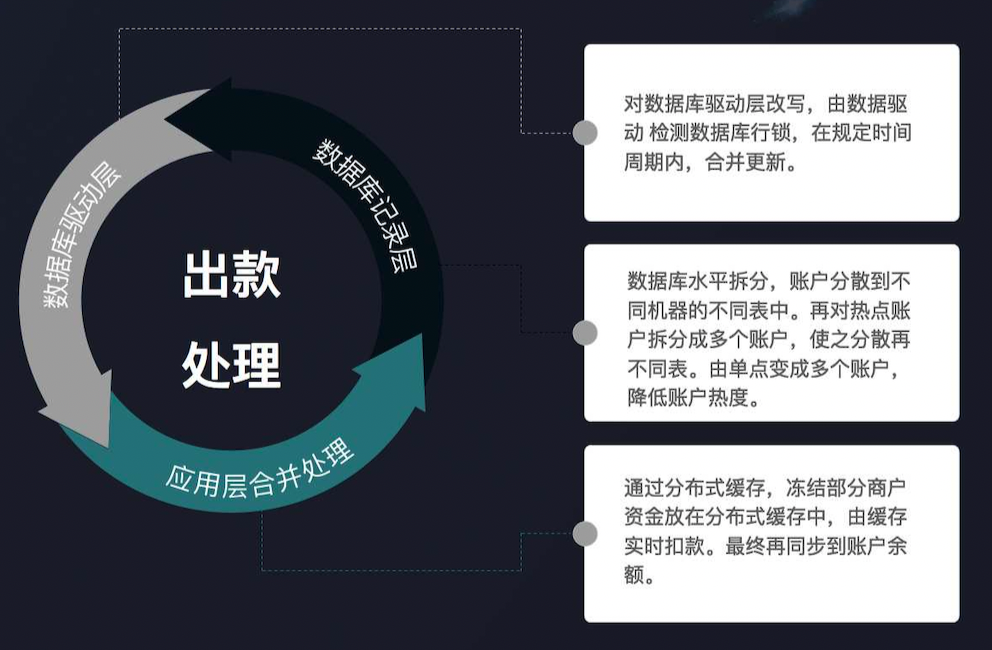 数据库驱动层
数据库记录层
应用层合并处理
出款
处理
对数据库驱动层改写，由数据驱
动 检测数据库行锁，在规定时间
周期内，合并更新。
数据库水平拆分，账户分散到不
同机器的不同表中。再对热点账
户拆分成多个账户，使之分散再
不同表。由单点变成多个账户，
降低账户热度。
通过分布式缓存，冻结部分商户
资金放在分布式缓存中，由缓存
实时扣款。最终再同步到账户余
额。